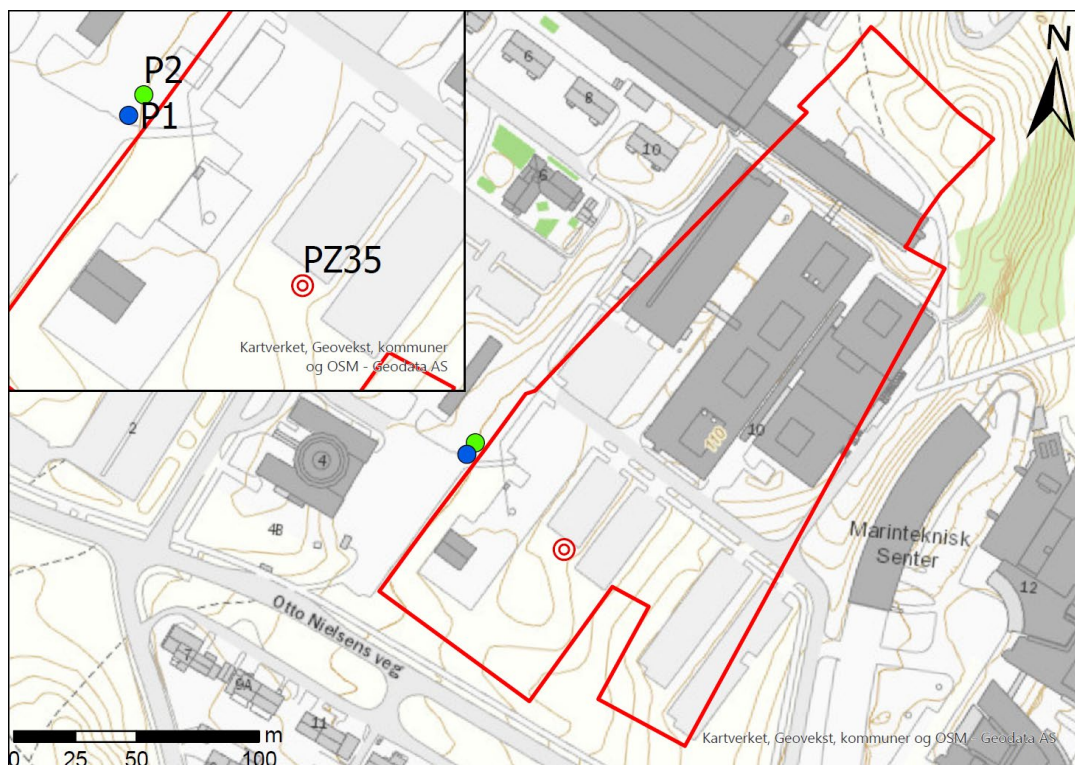 P2
P1
PZ35
Kartverket, Geovekst, kommuner
og OSM - Geodata AS
N
6
8
10
6
2
4
4B
110
10
Marinteknisk
Senter
12
Otto Nielsens veg
7
9A
11
0 25 50 100 m
Kartverket, Geovekst, kommuner og OSM - Geodata AS